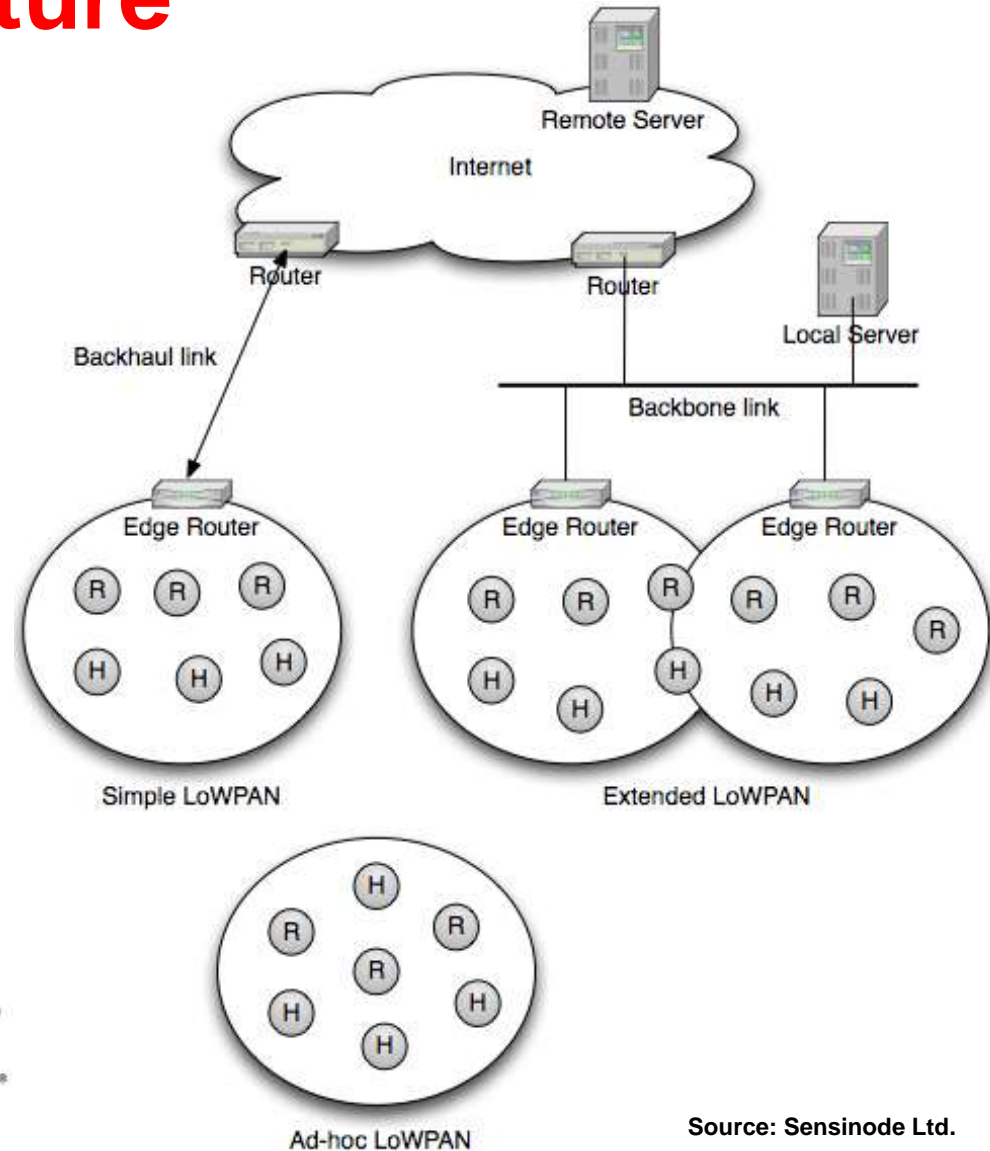 ture
Remote Server
Internet
Router
Router
Local Server
Backhaul link
Backbone link
Edge Router
Edge Router
Edge Router
R R R
R R R R R
R
H H H
H H H H H
Simple LoWPAN
Extended LoWPAN
H
R R
R
H H
H
Ad-hoc LoWPAN
Source: Sensinode Ltd.